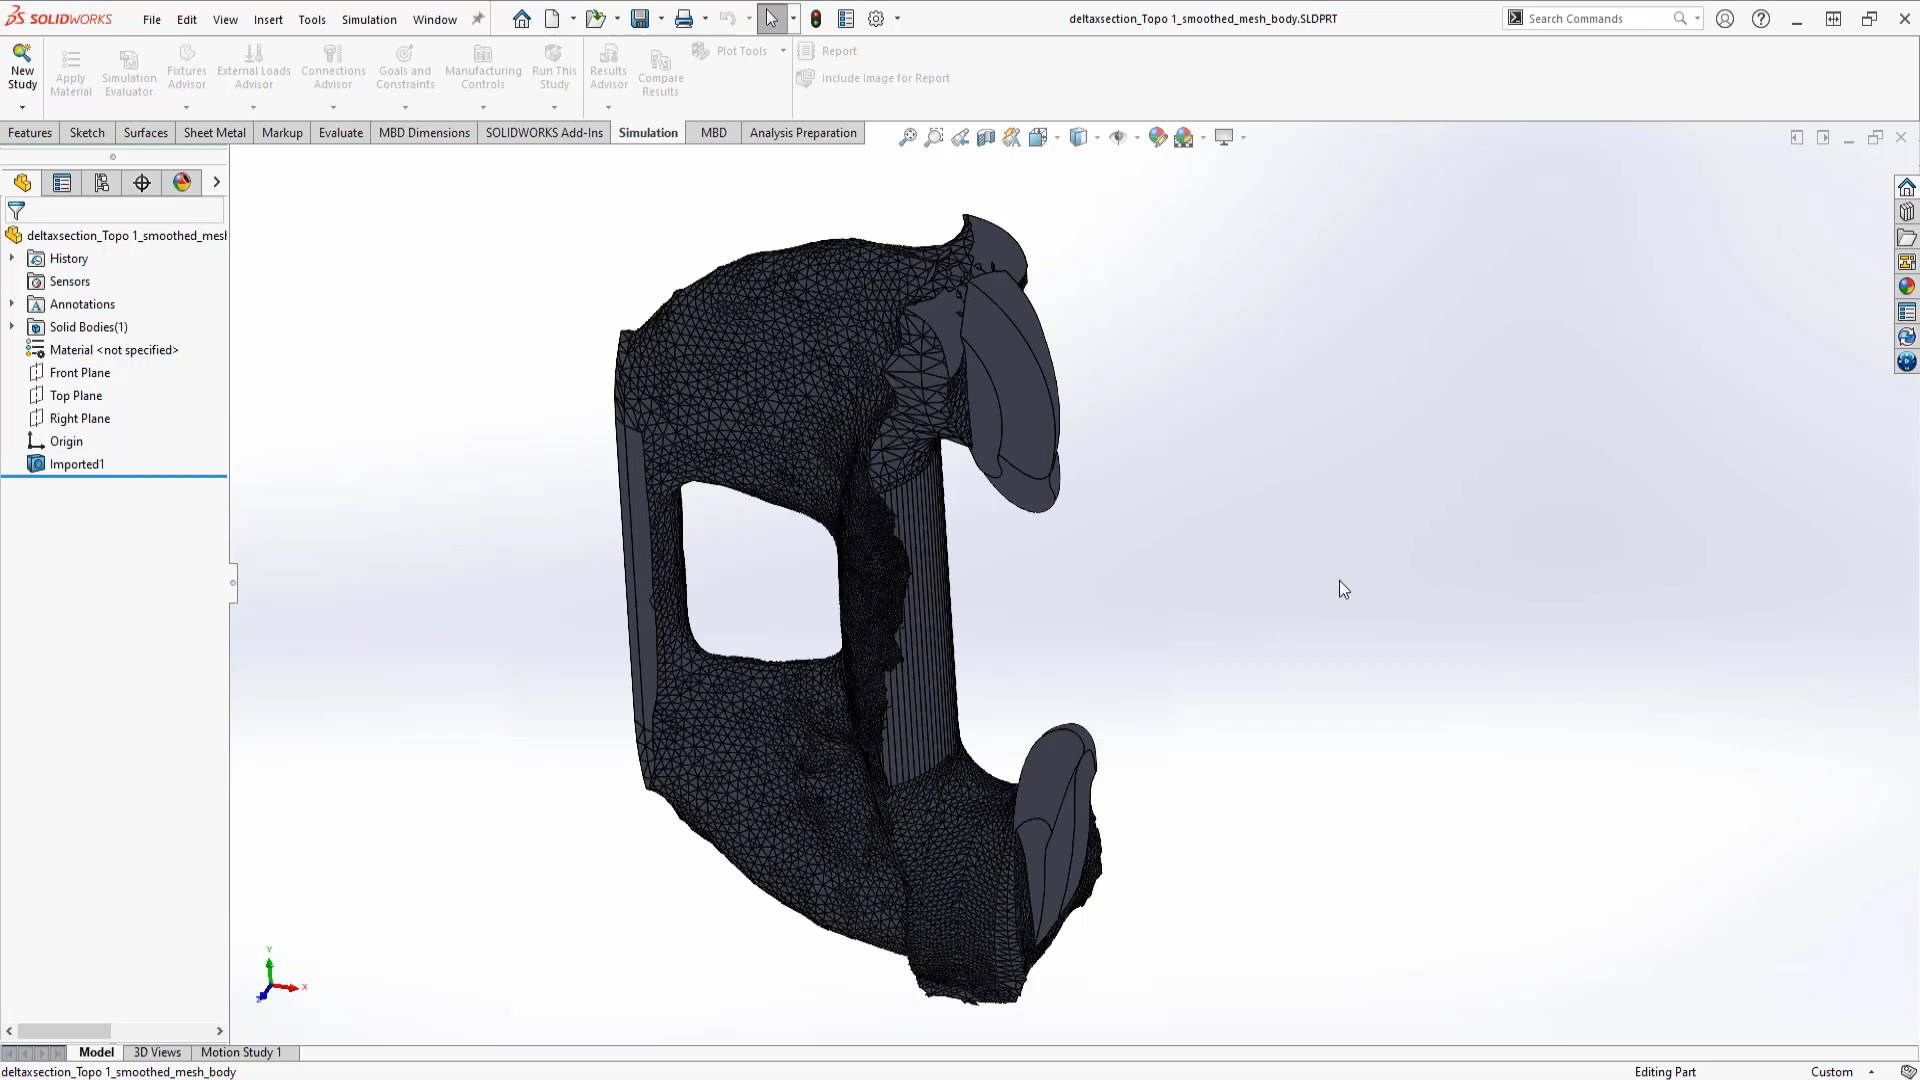 SOLIDWORKS File Edit View Insert Tools Simulation Window deltaxsection_Topo 1_smoothed_mesh_body.SLDPRT Search Commands
New Study
Apply Material
Simulation Evaluator
Fixtures Advisor
External Loads Advisor
Connections Advisor
Goals and Constraints
Manufacturing Controls
Run This Study
Results Advisor
Compare Results
Plot Tools
Report
Include Image for Report
Features Sketch Surfaces Sheet Metal Markup Evaluate MBD Dimensions SOLIDWORKS Add-Ins Simulation MBD Analysis Preparation
deltaxsection_Topo 1_smoothed_mesl
History
Sensors
Annotations
Solid Bodies(1)
Material <not specified>
Front Plane
Top Plane
Right Plane
Origin
Imported1
Y
X
Z
Model 3D Views Motion Study 1
deltaxsection_Topo 1_smoothed_mesh_body Editing Part Custom